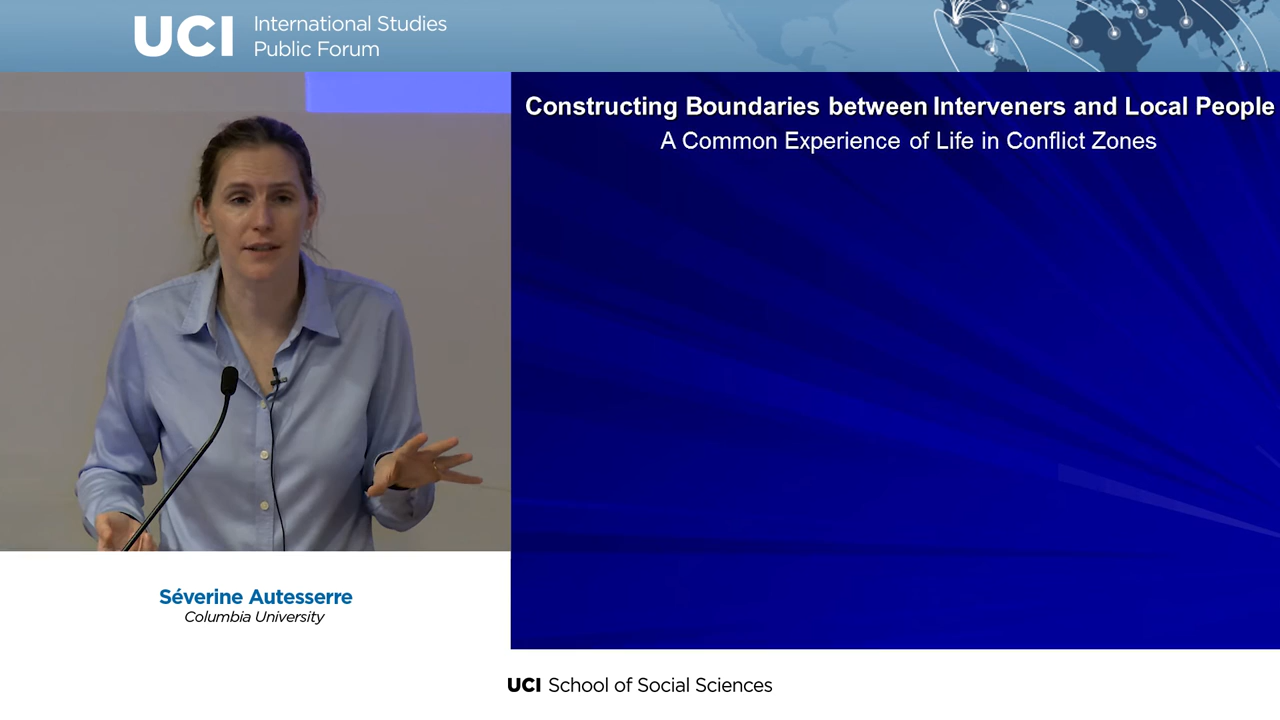 UCI International Studies
Public Forum
Constructing Boundaries between Interveners and Local People
A Common Experience of Life in Conflict Zones
Séverine Autesserre
Columbia University
UCI School of Social Sciences